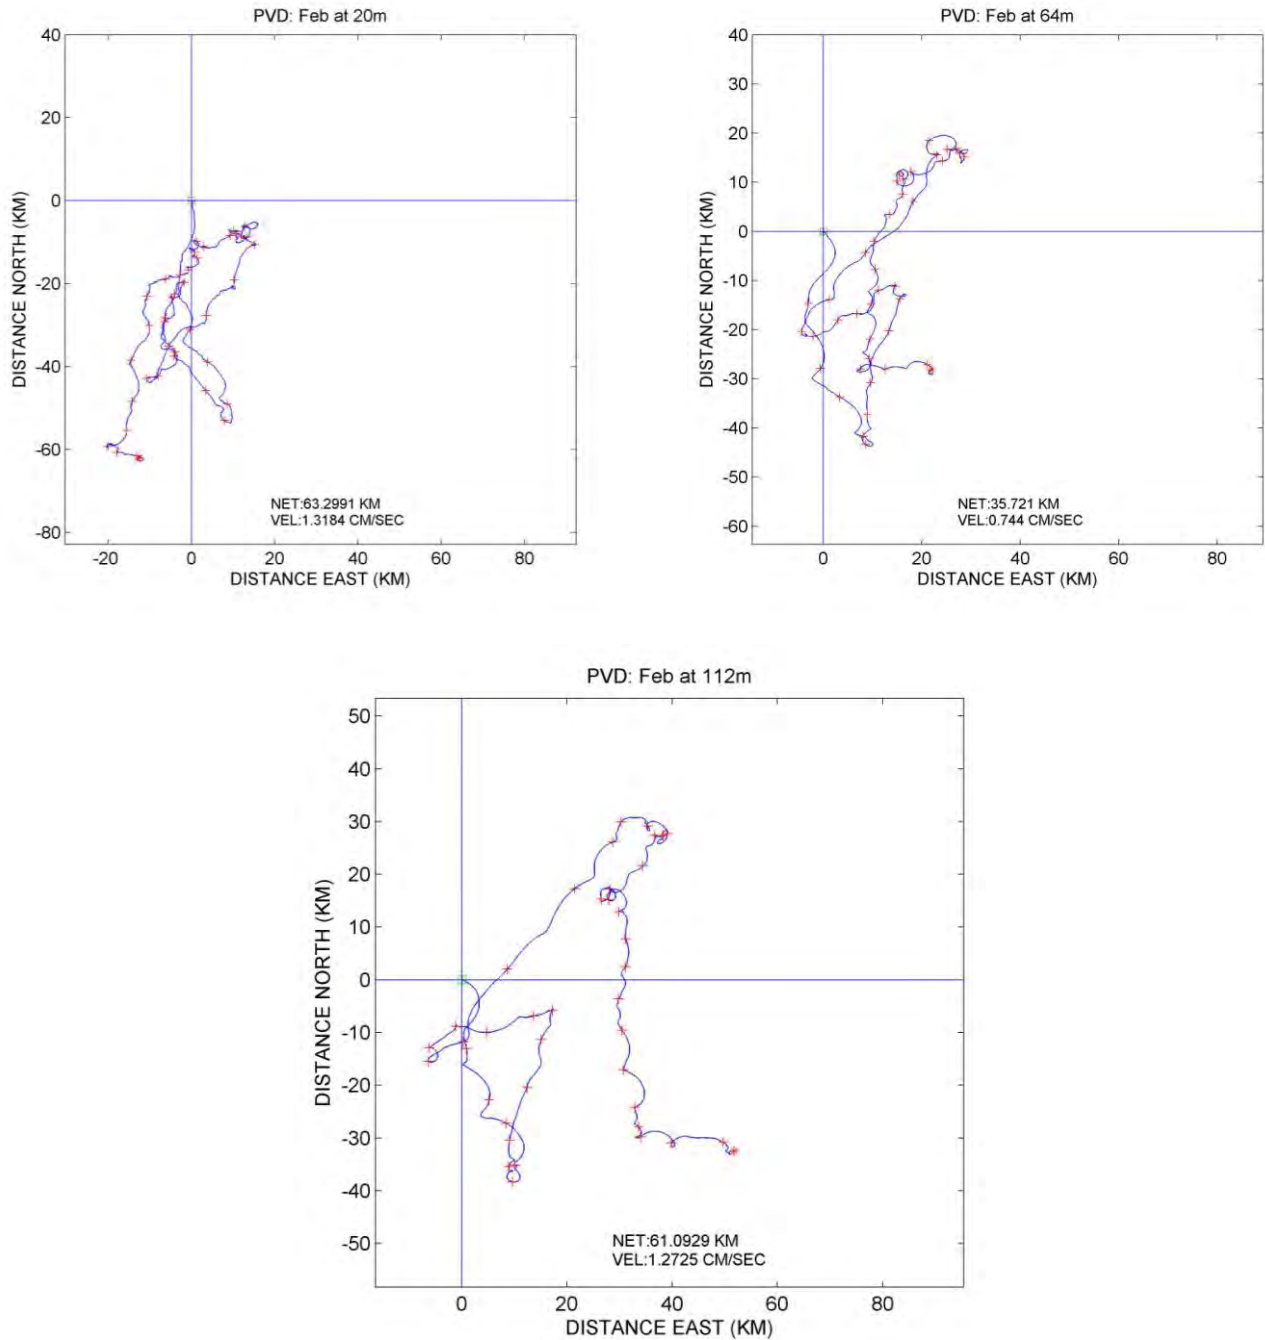 PVD: Feb at 20m
40
20
0
-20
-40
-60
-80
DISTANCE NORTH (KM)
NET:63.2991 KM
VEL:1.3184 CM/SEC
-20 0 20 40 60 80
DISTANCE EAST (KM)
PVD: Feb at 64m
40
30
20
10
0
-10
-20
-30
-40
-50
-60
DISTANCE NORTH (KM)
NET:35.721 KM
VEL:0.744 CM/SEC
0 20 40 60 80
DISTANCE EAST (KM)
PVD: Feb at 112m
50
40
30
20
10
0
-10
-20
-30
-40
-50
DISTANCE NORTH (KM)
NET:61.0929 KM
VEL:1.2725 CM/SEC
0 20 40 60 80
DISTANCE EAST (KM)